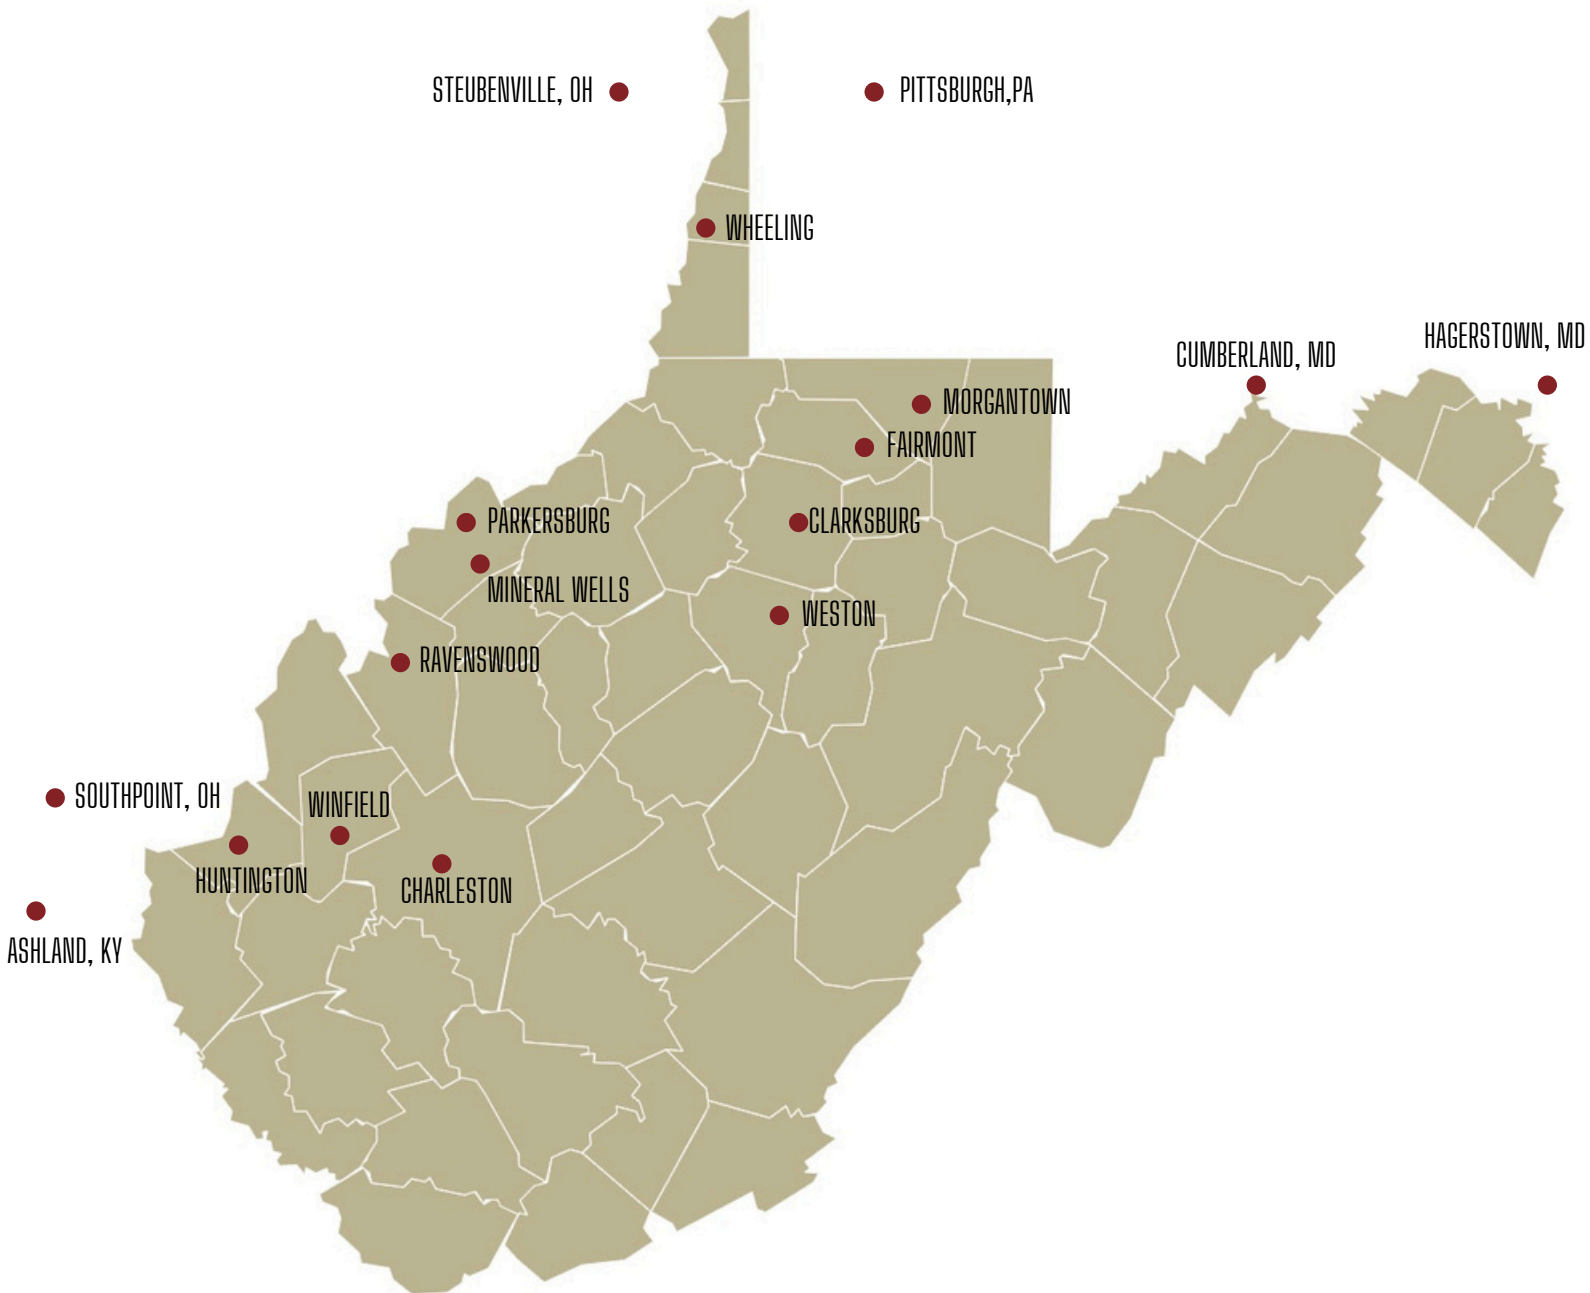 STEUBENVILLE, OH
PITTSBURGH,PA
WHEELING
HAGERSTOWN, MD
CUMBERLAND, MD
MORGANTOWN
FAIRMONT
PARKERSBURG
CLARKSBURG
MINERAL WELLS
WESTON
RAVENSWOOD
SOUTHPOINT, OH
WINFIELD
HUNTINGTON
CHARLESTON
ASHLAND, KY